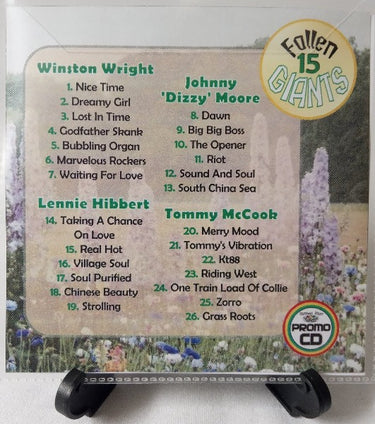 Fallen
15
GIANTS
Winston Wright
1. Nice Time
2. Dreamy Girl
3. Lost In Time
4. Godfather Skank
5. Bubbling Organ
6. Marvelous Rockers
7. Waiting For Love
Johnny
'Dizzy' Moore
8. Dawn
9. Big Big Boss
10. The Opener
11. Riot
12. Sound And Soul
13. South China Sea
Lennie Hibbert
14. Taking A Chance
On Love
15. Real Hot
16. Village Soul
17. Soul Purified
18. Chinese Beauty
19. Strolling
Tommy McCook
20. Merry Mood
21. Tommy's Vibration
22. Kt88
23. Riding West
24. One Train Load Of Collie
25. Zorro
26. Grass Roots
PROMO
CD